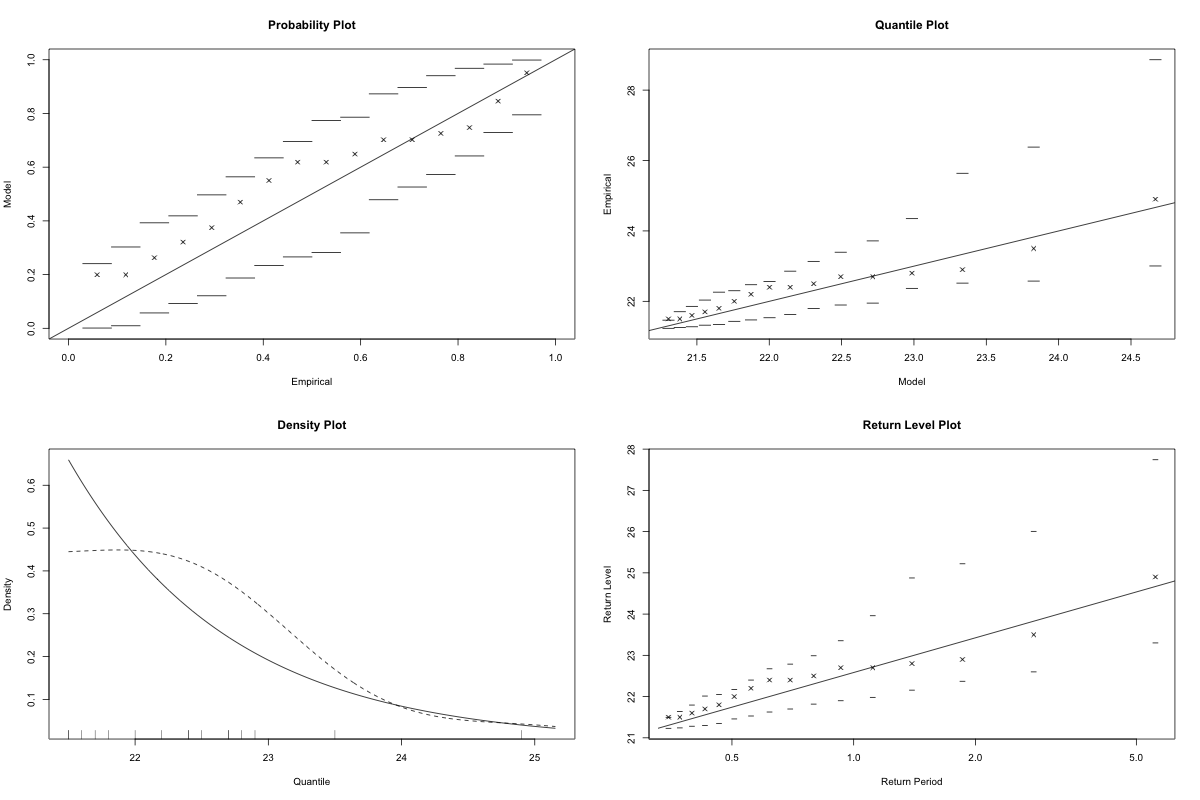 Probability Plot
Model
0.0 0.2 0.4 0.6 0.8 1.0
0.0 0.2 0.4 0.6 0.8 1.0
Empirical
Quantile Plot
Empirical
22 24 26 28
21.5 22.0 22.5 23.0 23.5 24.0 24.5
Model
Density Plot
Density
0.1 0.2 0.3 0.4 0.5 0.6
22 23 24 25
Quantile
Return Level Plot
Return Level
21 22 23 24 25 26 27 28
0.5 1.0 2.0 5.0
Return Period